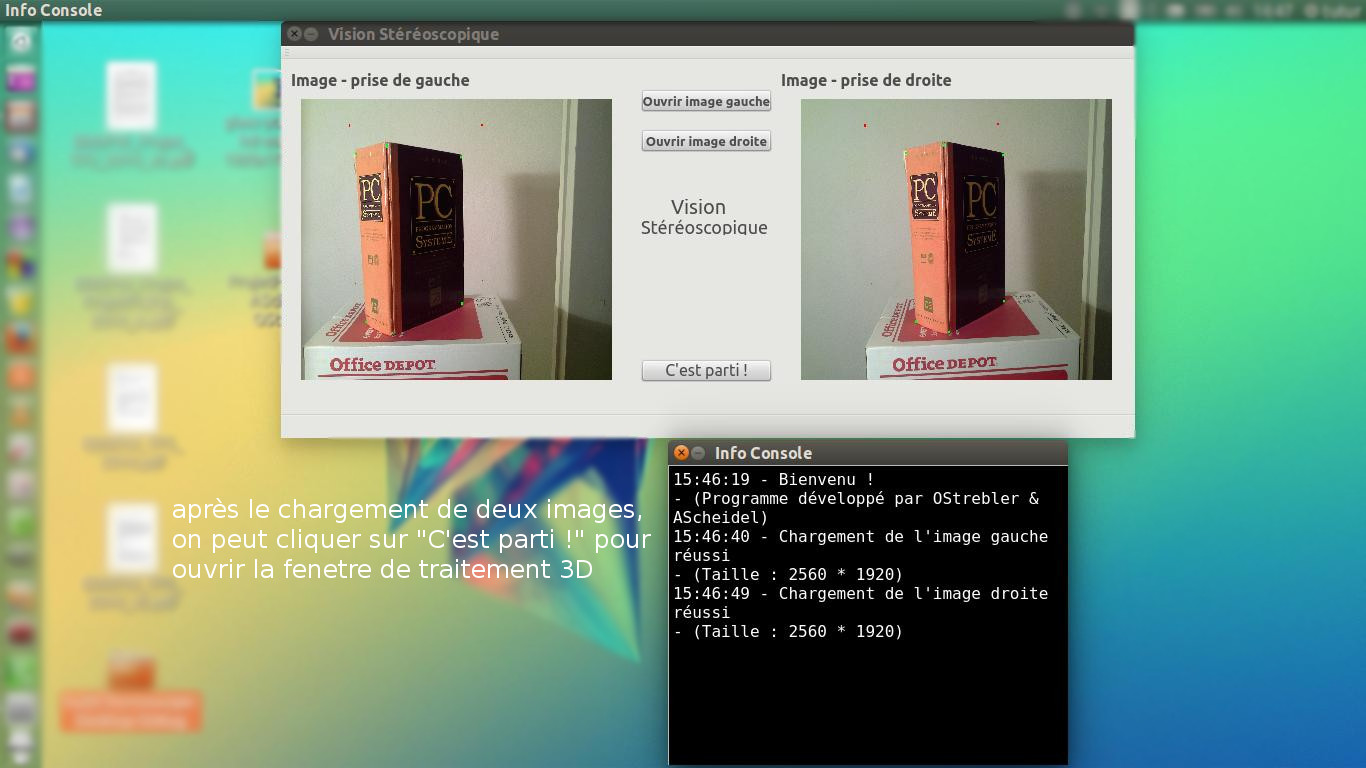 Info Console
Vision Stéréoscopique
Image - prise de gauche
Image - prise de droite
Ouvrir image gauche
Ouvrir image droite
Vision
Stéréoscopique
C'est parti !
PC
SYSTEME
Office DEPOT
PC
SYSTEME
Office DEPOT
Info Console
15:46:19 - Bienvenu !
- (Programme développé par OStrebler &
AScheidel)
15:46:40 - Chargement de l'image gauche
réussi
- (Taille : 2560 * 1920)
15:46:49 - Chargement de l'image droite
réussi
- (Taille : 2560 * 1920)
après le chargement de deux images,
on peut cliquer sur "C'est parti !" pour
ouvrir la fenetre de traitement 3D